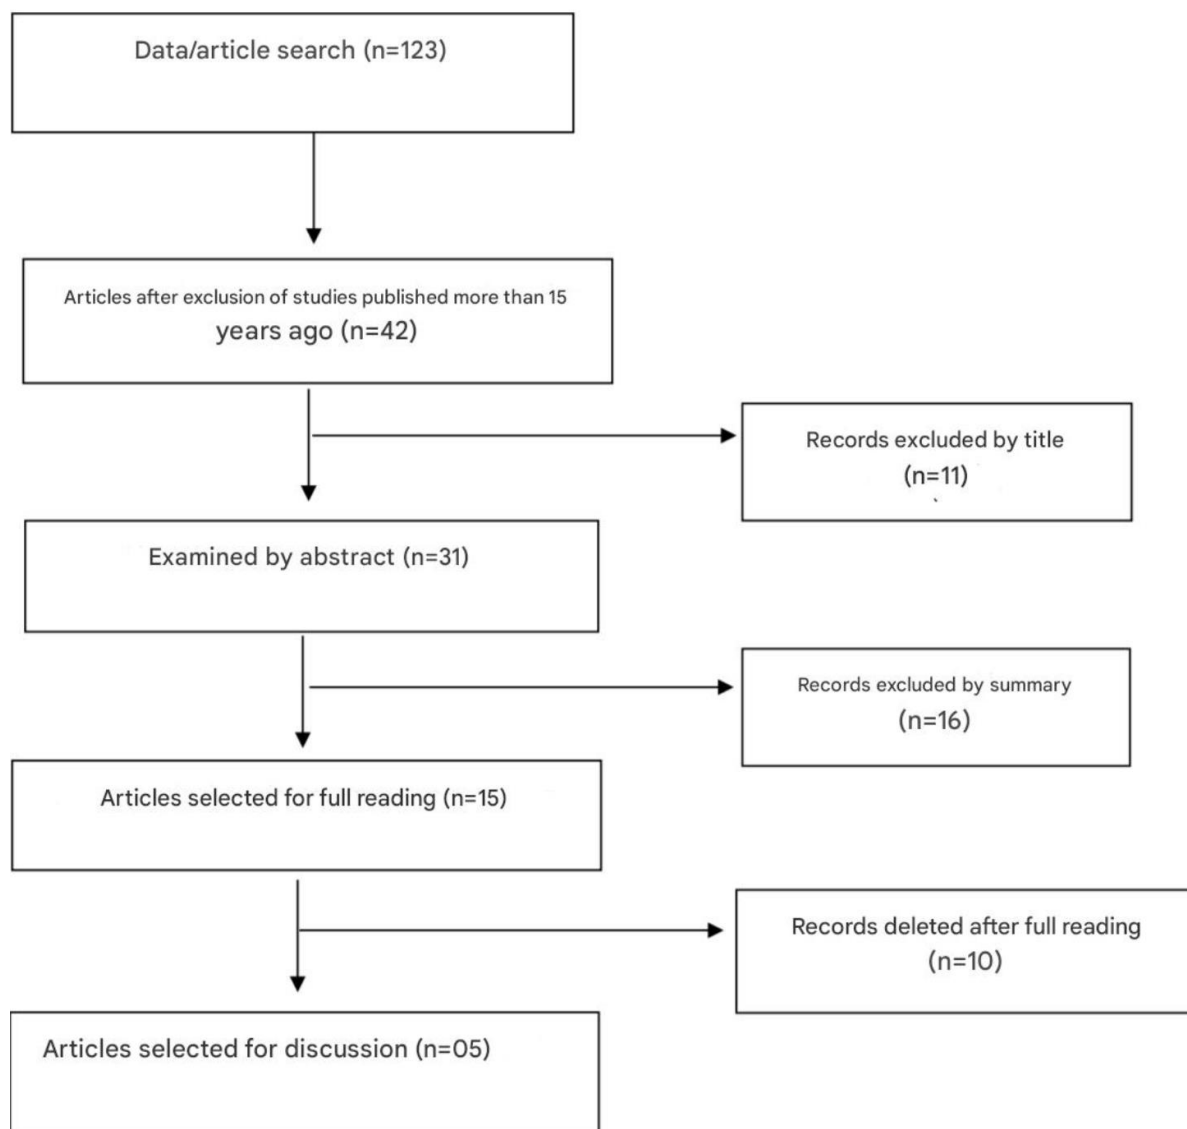 Data/article search (n=123)
Articles after exclusion of studies published more than 15
years ago (n=42)
Records excluded by title
(n=11)
Examined by abstract (n=31)
Records excluded by summary
(n=16)
Articles selected for full reading (n=15)
Records deleted after full reading
(n=10)
Articles selected for discussion (n=05)